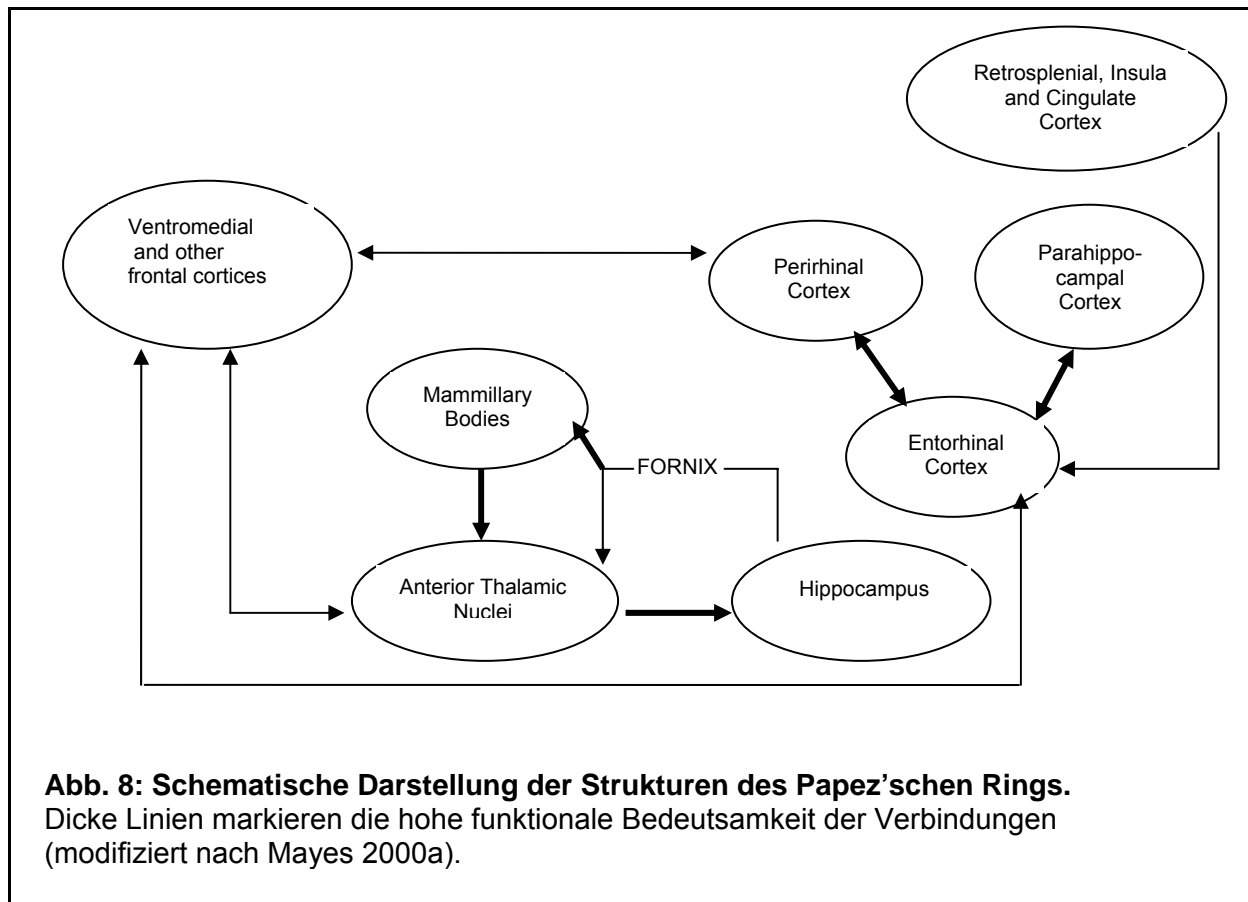 Retrosplenial, Insula
and Cingulate
Cortex
Ventromedial
and other
frontal cortices
Perirhinal
Cortex
Parahippo-
campal
Cortex
Mammillary
Bodies
Entorhinal
Cortex
FORNIX
Anterior Thalamic
Nuclei
Hippocampus
Abb. 8: Schematische Darstellung der Strukturen des Papez’schen Rings.
Dicke Linien markieren die hohe funktionale Bedeutsamkeit der Verbindungen
(modifiziert nach Mayes 2000a).